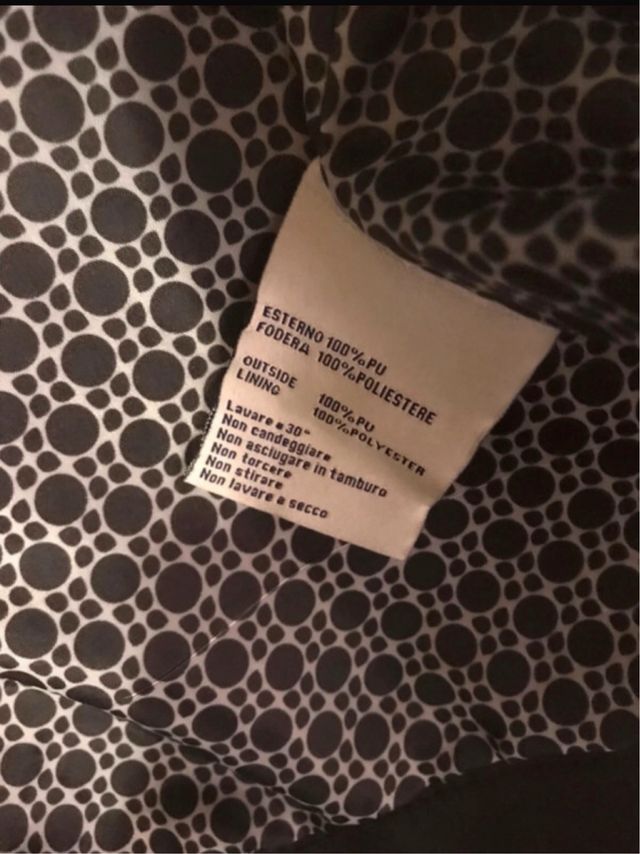 ESTERNO 100%PU
FODERA 100%POLIESTERE
OUTSIDE 100%PU
LINING 100%POLYESTER
Lavare a 30°
Non candeggiare
Non asciugare in tamburo
Non torcere
Non stirare
Non lavare a secco